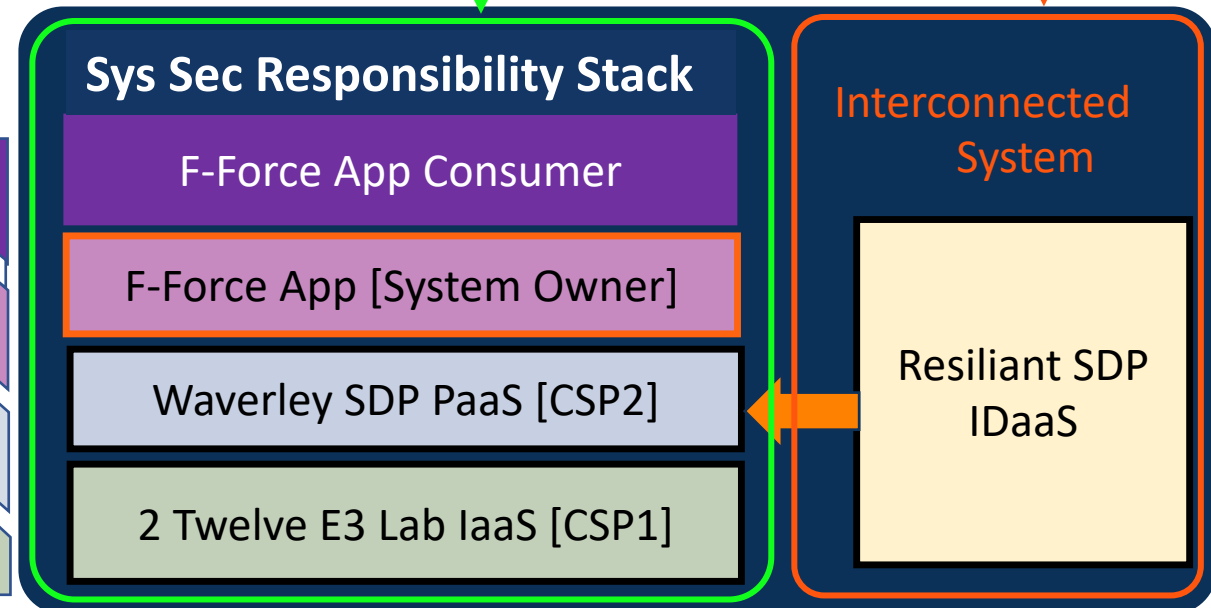 Sys Sec Responsibility Stack
F-Force App Consumer
F-Force App [System Owner]
Waverley SDP PaaS [CSP2]
2 Twelve E3 Lab IaaS [CSP1]
Interconnected
System
Resiliant SDP
IDaaS